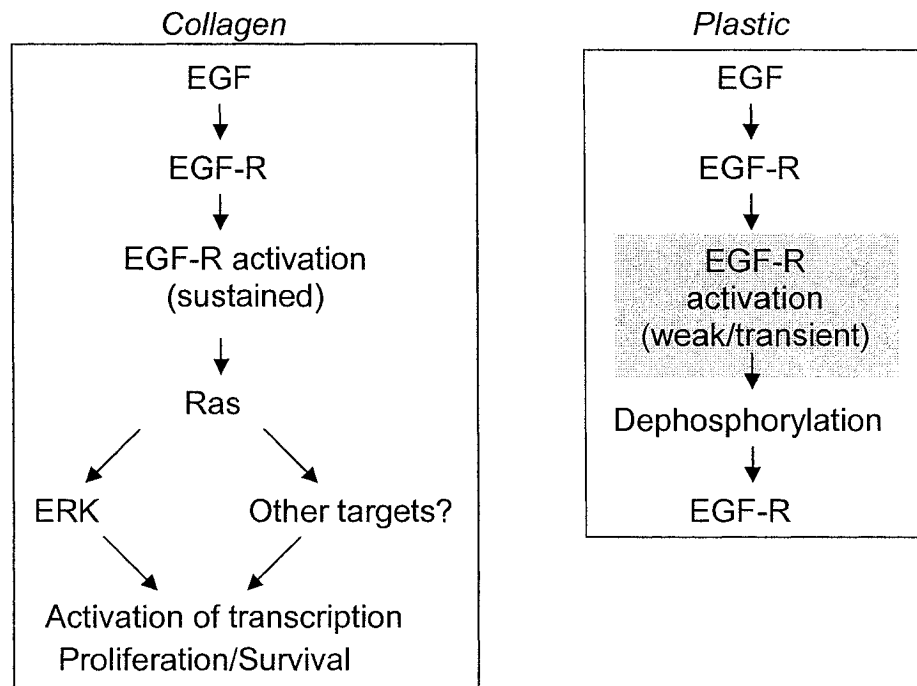 Collagen
EGF
EGF-R
EGF-R activation
(sustained)
Ras
ERK
Other targets?
Activation of transcription
Proliferation/Survival
Plastic
EGF
EGF-R
EGF-R
activation
(weak/transient)
Dephosphorylation
EGF-R